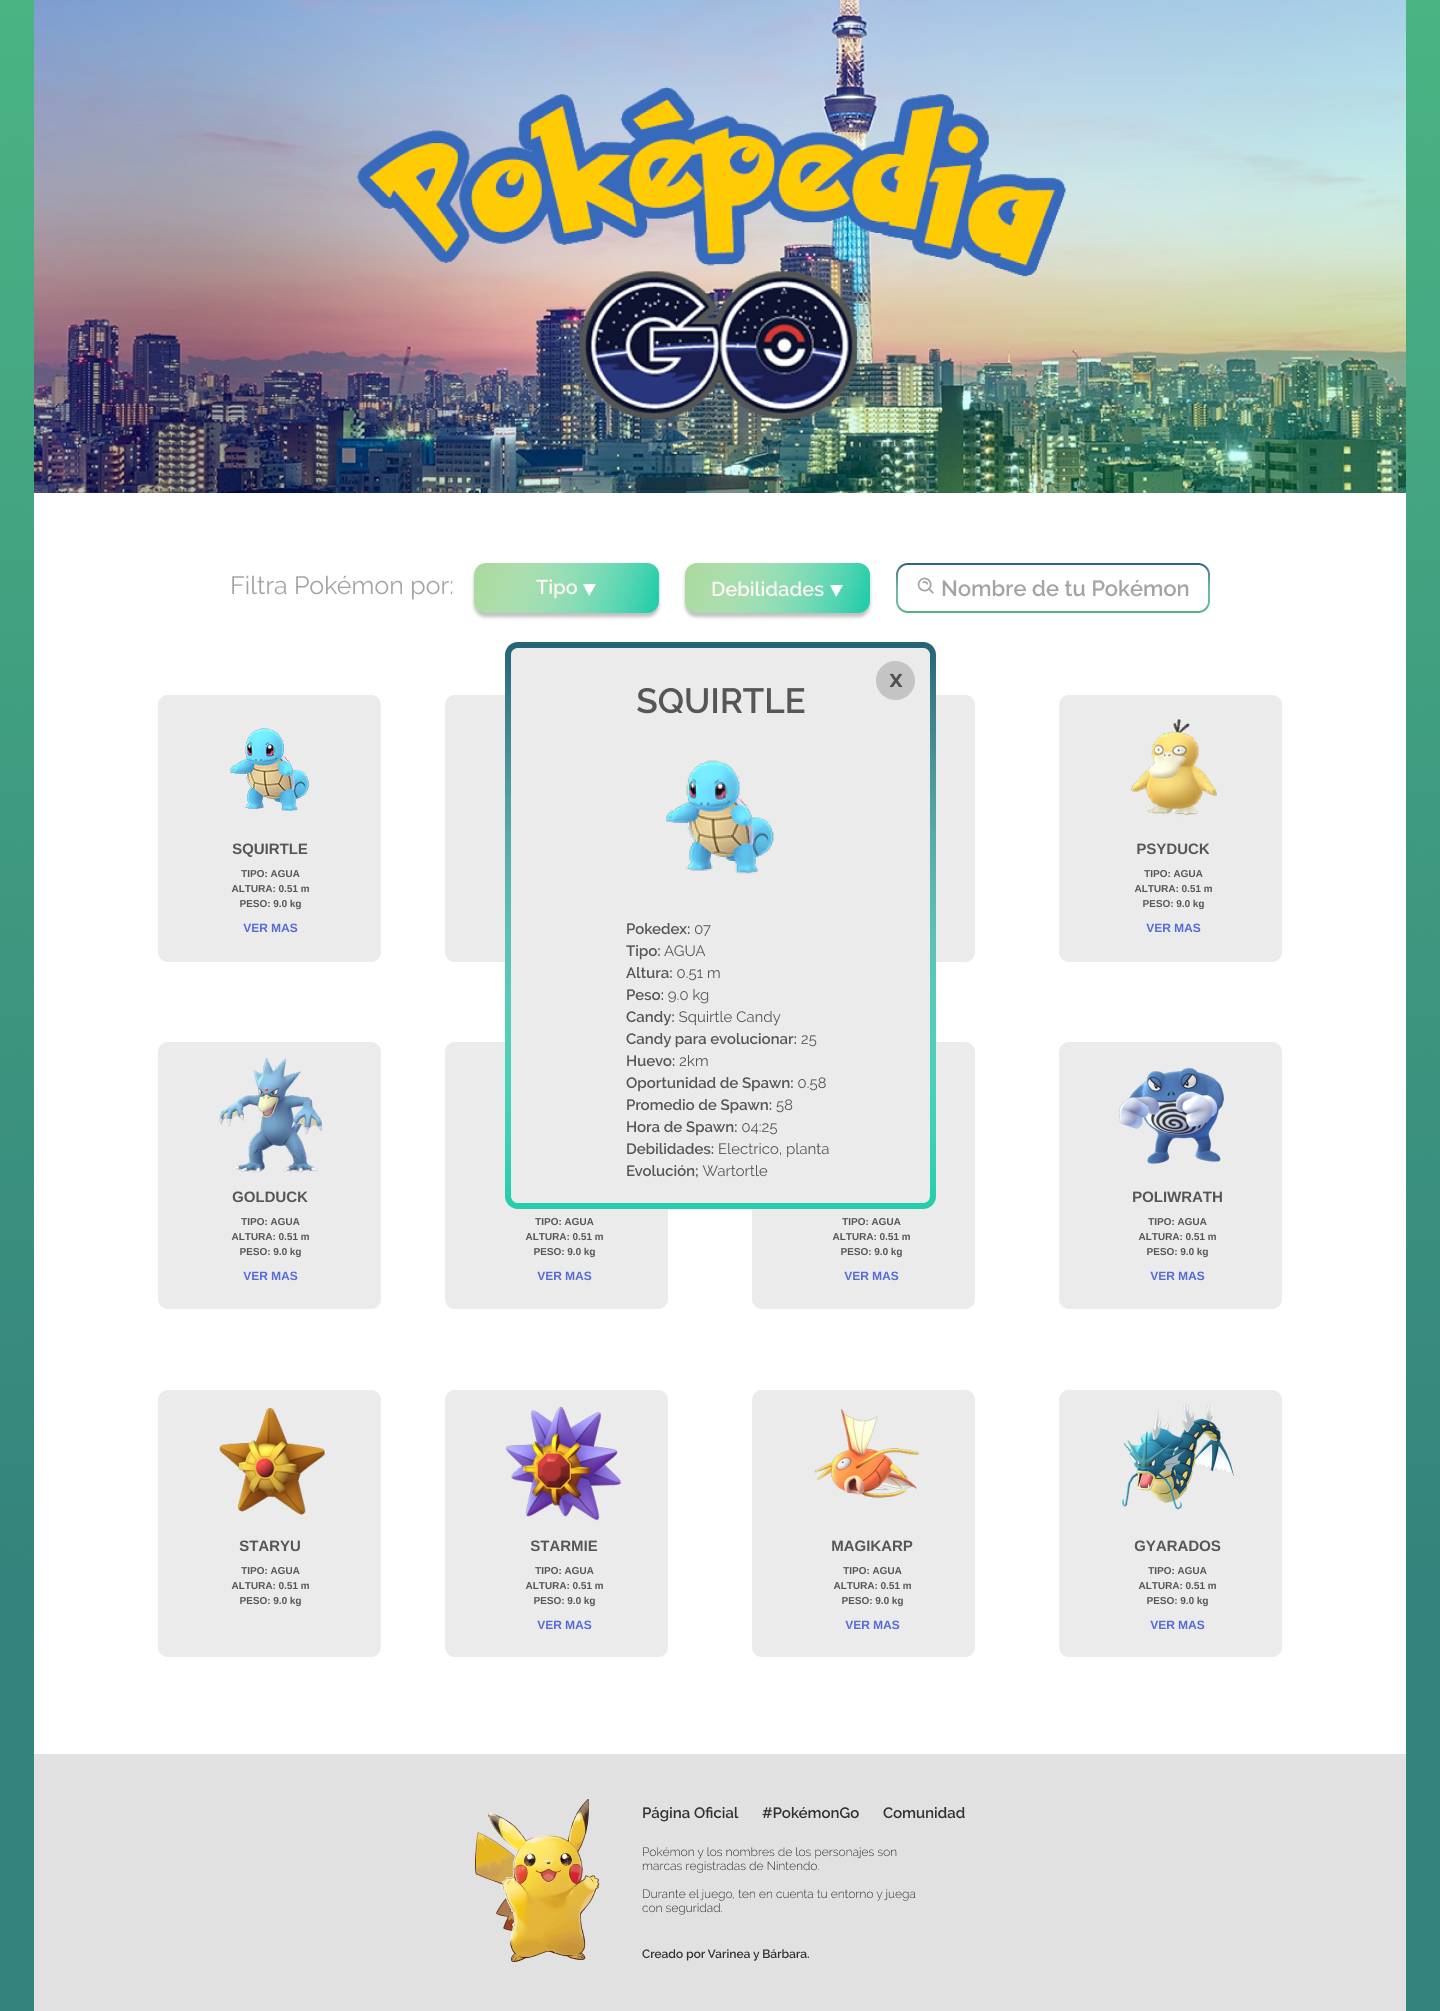 Poképedia
GO
Filtra Pokémon por:
Tipo ▼
Debilidades ▼
Nombre de tu Pokémon
X
SQUIRTLE
Pokedex: 07
Tipo: AGUA
Altura: 0.51 m
Peso: 9.0 kg
Candy: Squirtle Candy
Candy para evolucionar: 25
Huevo: 2km
Oportunidad de Spawn: 0.58
Promedio de Spawn: 58
Hora de Spawn: 04:25
Debilidades: Electrico, planta
Evolución; Wartortle
SQUIRTLE
TIPO: AGUA
ALTURA: 0.51 m
PESO: 9.0 kg
VER MAS
PSYDUCK
TIPO: AGUA
ALTURA: 0.51 m
PESO: 9.0 kg
VER MAS
GOLDUCK
TIPO: AGUA
ALTURA: 0.51 m
PESO: 9.0 kg
VER MAS
TIPO: AGUA
ALTURA: 0.51 m
PESO: 9.0 kg
VER MAS
TIPO: AGUA
ALTURA: 0.51 m
PESO: 9.0 kg
VER MAS
POLIWRATH
TIPO: AGUA
ALTURA: 0.51 m
PESO: 9.0 kg
VER MAS
STARYU
TIPO: AGUA
ALTURA: 0.51 m
PESO: 9.0 kg
STARMIE
TIPO: AGUA
ALTURA: 0.51 m
PESO: 9.0 kg
VER MAS
MAGIKARP
TIPO: AGUA
ALTURA: 0.51 m
PESO: 9.0 kg
VER MAS
GYARADOS
TIPO: AGUA
ALTURA: 0.51 m
PESO: 9.0 kg
VER MAS
Página Oficial #PokémonGo Comunidad
Pokémon y los nombres de los personajes son
marcas registradas de Nintendo.
Durante el juego, ten en cuenta tu entorno y juega
con seguridad.
Creado por Varinea y Bárbara.